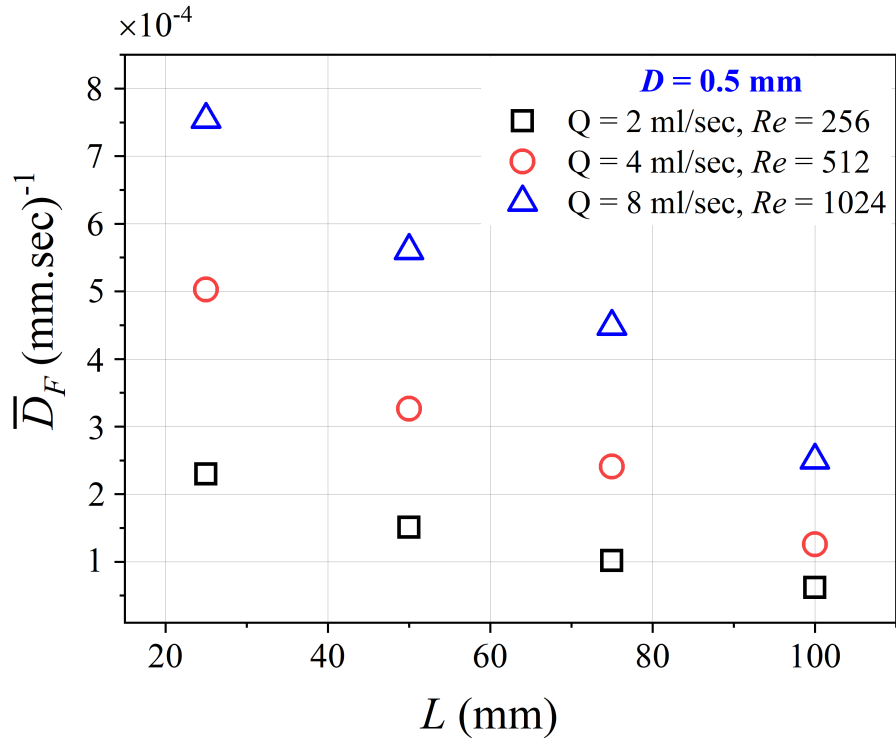 ×10⁻⁴
D = 0.5 mm
Q = 2 ml/sec, Re = 256
Q = 4 ml/sec, Re = 512
Q = 8 ml/sec, Re = 1024
8
7
6
5
4
3
2
1
D̅_F (mm.sec)⁻¹
20 40 60 80 100
L (mm)